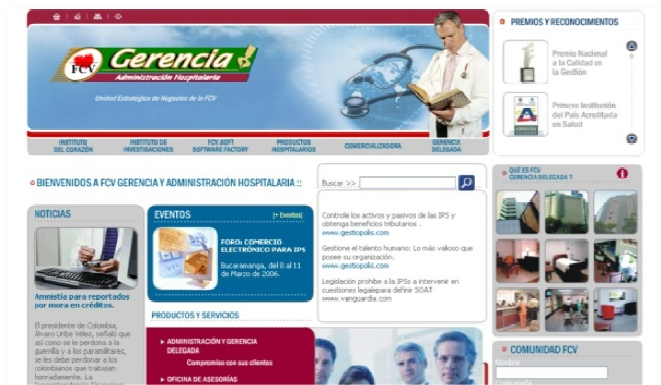 FCV
Gerencia
Administración Hospitalaria
Unidad Estratégica de Negocios de la FCV
INSTITUTO
DEL CORAZÓN
INSTITUTO DE
INVESTIGACIONES
FCV.SOFT
SOFTWARE FACTORY
PRODUCTOS
HOSPITALARIOS
COMERCIALIZADORA
GERENCIA
DELEGADA
PREMIOS Y RECONOCIMIENTOS
Premio Nacional
a la Calidad en
la Gestión
Primera Institución
del País Acreditada
en Salud
BIENVENIDOS A FCV GERENCIA Y ADMINISTRACIÓN HOSPITALARIA ::
Buscar >>
QUÉ ES FCV
GERENCIA DELEGADA ?
NOTICIAS
Amnistía para reportados
por mora en créditos.
El presidente de Colombia,
Alvaro Uribe Vélez, señaló que
así como se le perdona a la
guerrilla y a los paramilitares,
se les debe perdonar a los
colombianos que trabajan
honradamente. La
EVENTOS
[+ Eventos]
FORO: COMERCIO
ELECTRÓNICO PARA IPS
Bucaramanga, del 8 al 11
de Marzo de 2006.
Controle los activos y pasivos de las IPS y
obtenga beneficios tributarios .
www.gestiopolis.com
Gestione el talento humano: Lo más valioso que
posee su organización.
www.gestiopolis.com
Legislación prohibe a la IPSs a intervenir en
cuestiones legalepara definir SOAT
www.vanguardia.com
PRODUCTOS Y SERVICIOS
ADMINISTRACIÓN Y GERENCIA
DELEGADA
Compromiso con sus clientes
OFICINA DE ASESORÍAS
COMUNIDAD FCV
Nombre